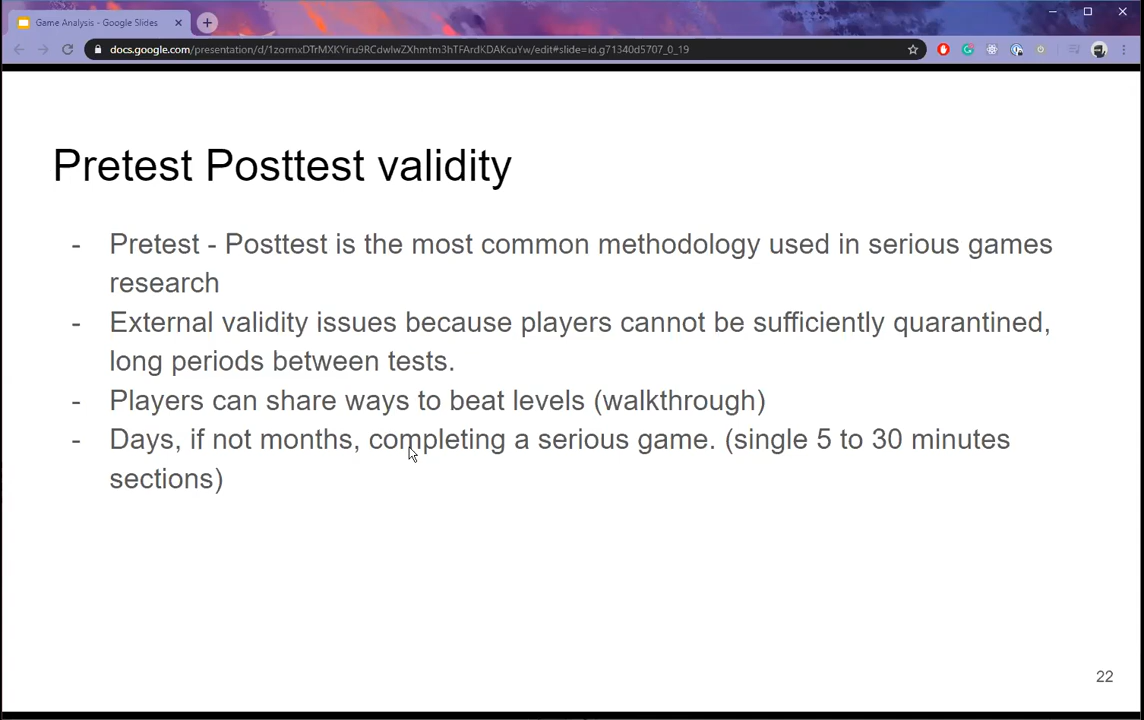 Game Analysis - Google Slides
docs.google.com/presentation/d/1zormxDTrMXKYiru9RCdwlwZXhmtm3hTFArdKDAKcuYw/edit#slide=id.g71340d5707_0_19
Pretest Posttest validity
- Pretest - Posttest is the most common methodology used in serious games
research
- External validity issues because players cannot be sufficiently quarantined,
long periods between tests.
- Players can share ways to beat levels (walkthrough)
- Days, if not months, completing a serious game. (single 5 to 30 minutes
sections)
22